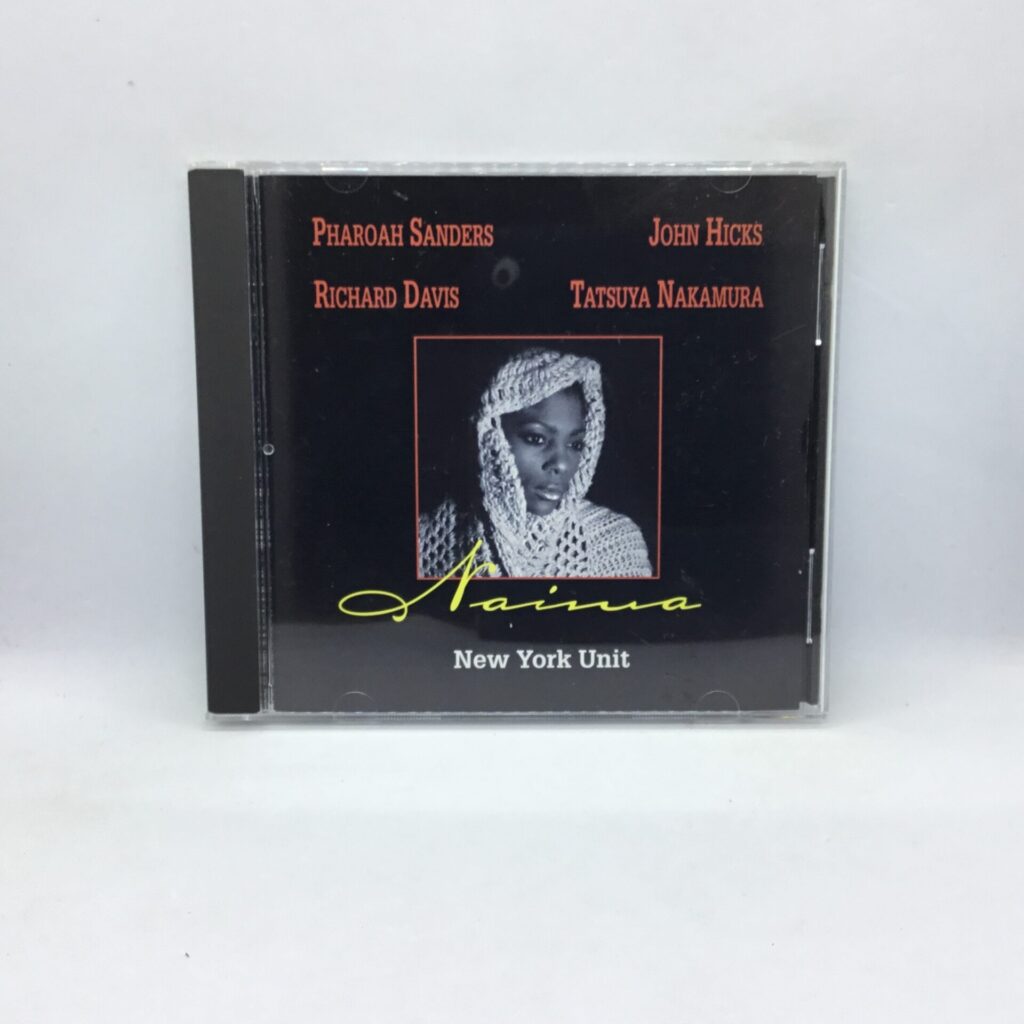 PHAROAH SANDERS JOHN HICKS
RICHARD DAVIS TATSUYA NAKAMURA
Naima
New York Unit